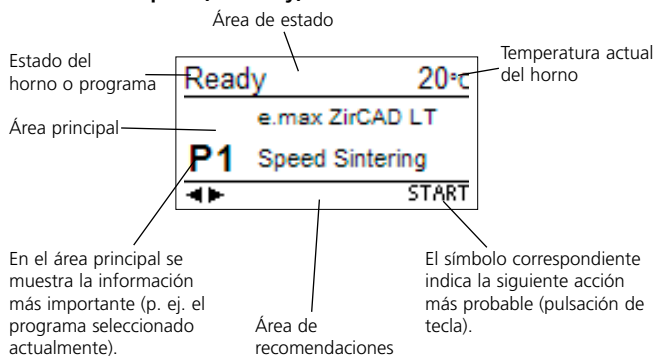 Área de estado
Estado del
horno o programa
Temperatura actual
del horno
Ready 20°C
Área principal
e.max ZirCAD LT
P1 Speed Sintering
START
En el área principal se
muestra la información
más importante (p. ej. el
programa seleccionado
actualmente).
Área de
recomendaciones
El símbolo correspondiente
indica la siguiente acción
más probable (pulsación de
tecla).